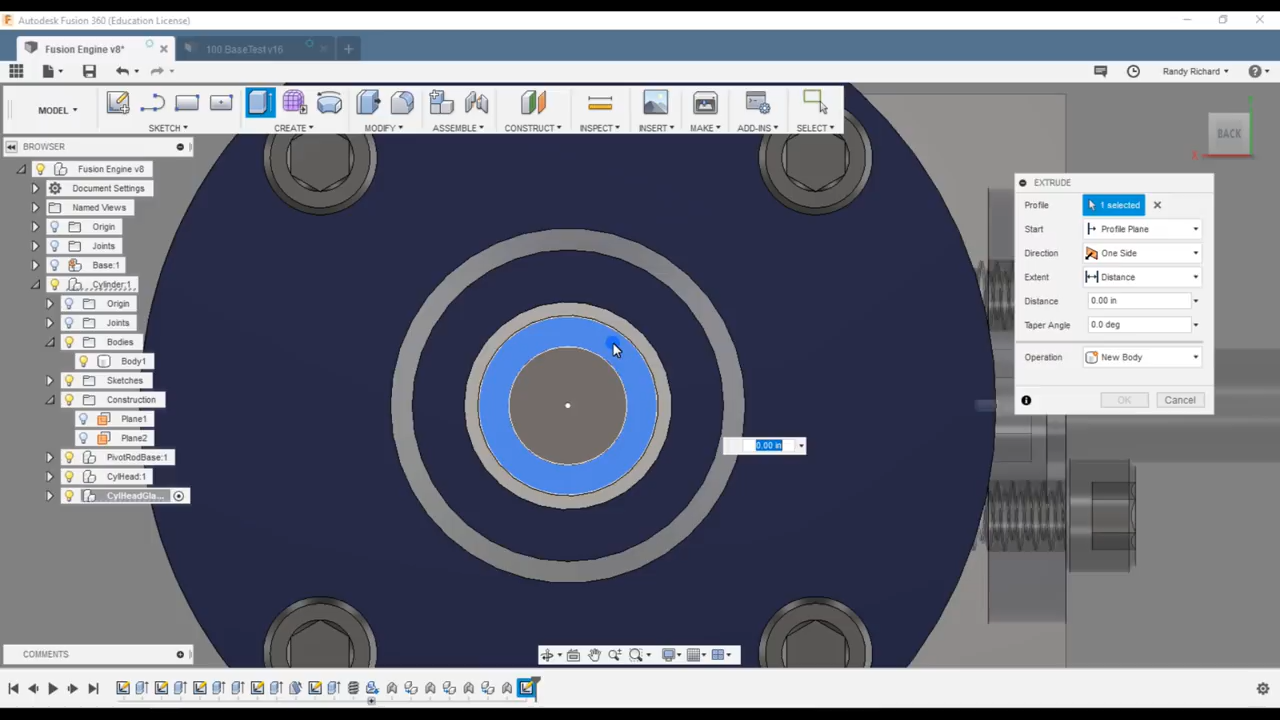 Autodesk Fusion 360 (Education License)
Fusion Engine v8*
100 BaseTest v16
Randy Richard
MODEL
SKETCH
CREATE
MODIFY
ASSEMBLE
CONSTRUCT
INSPECT
INSERT
MAKE
ADD-INS
SELECT
BROWSER
Fusion Engine v8
Document Settings
Named Views
Origin
Joints
Base:1
Cylinder:1
Origin
Joints
Bodies
Body1
Sketches
Construction
Plane1
Plane2
PivotRodBase:1
CylHead:1
CylHeadGla...
BACK
X
EXTRUDE
Profile 1 selected
Start Profile Plane
Direction One Side
Extent Distance
Distance 0.00 in
Taper Angle 0.0 deg
Operation New Body
OK Cancel
0.00 in
COMMENTS